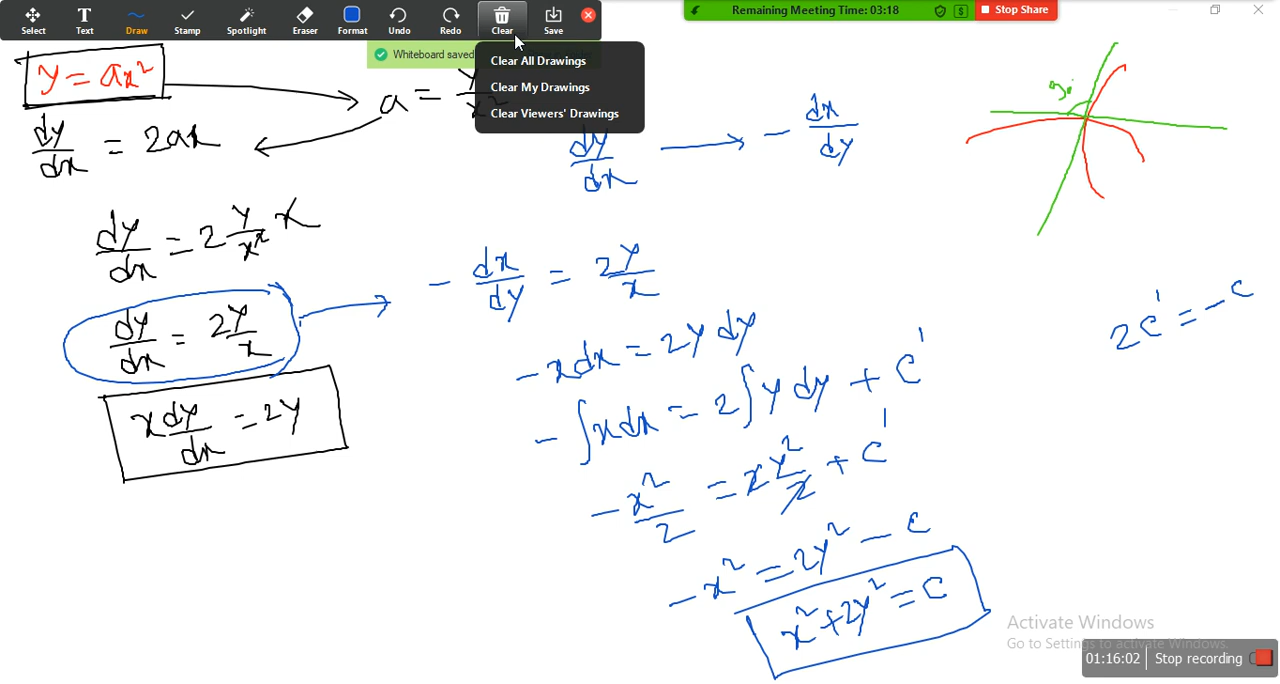 Remaining Meeting Time: 03:18
Stop Share
Select Text Draw Stamp Spotlight Eraser Format Undo Redo Clear Save
Whiteboard saved
Clear All Drawings
Clear My Drawings
Clear Viewers' Drawings
y = ax²
a = y/x²
dy/dx = 2ax
dy/dx → - dx/dy
dy/dx = 2 y/x² x
- dx/dy = 2y/x
dy/dx = 2y/x
2c' = -c
- xdx = 2y dy
x dy/dx = 2y
- ∫xdx = 2∫y dy + c'
- x²/2 = 2y²/2 + c'
- x² = 2y² - c
x² + 2y² = c
Activate Windows
Go to Settings to activate Windows.
01:16:02 Stop recording